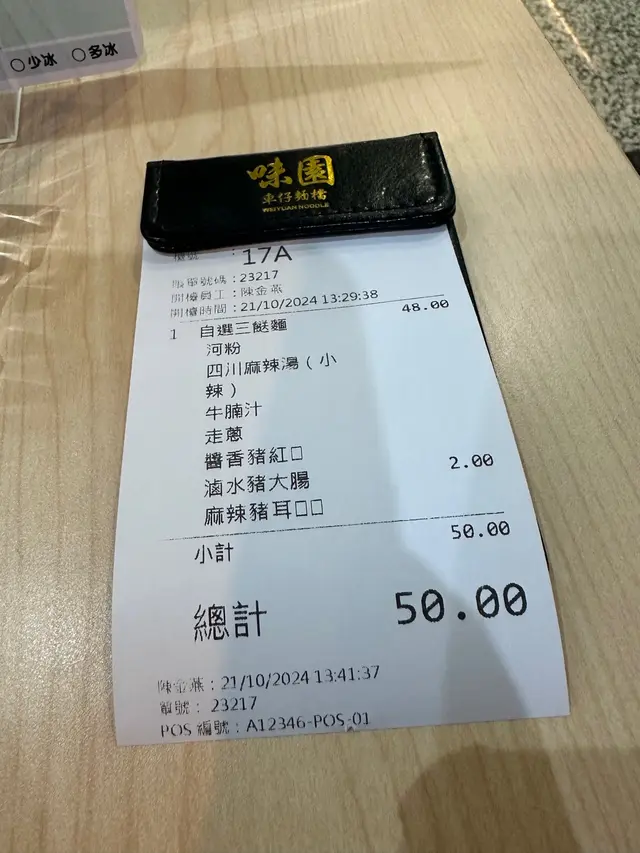 ○少冰 ○多冰
味園
車仔麵檔
WEIYUAN NOODLE
檯號 : 17A
賬單號碼 : 23217
開檯員工 : 陳金燕
開檯時間 : 21/10/2024 13:29:38
1 自選三餸麵 48.00
河粉
四川麻辣湯（小
辣）
牛腩汁
走蔥
醬香豬紅□
滷水豬大腸 2.00
麻辣豬耳□□
小計 50.00
總計 50.00
陳金燕 : 21/10/2024 13:41:37
單號 : 23217
POS 編號 : A12346-POS-01